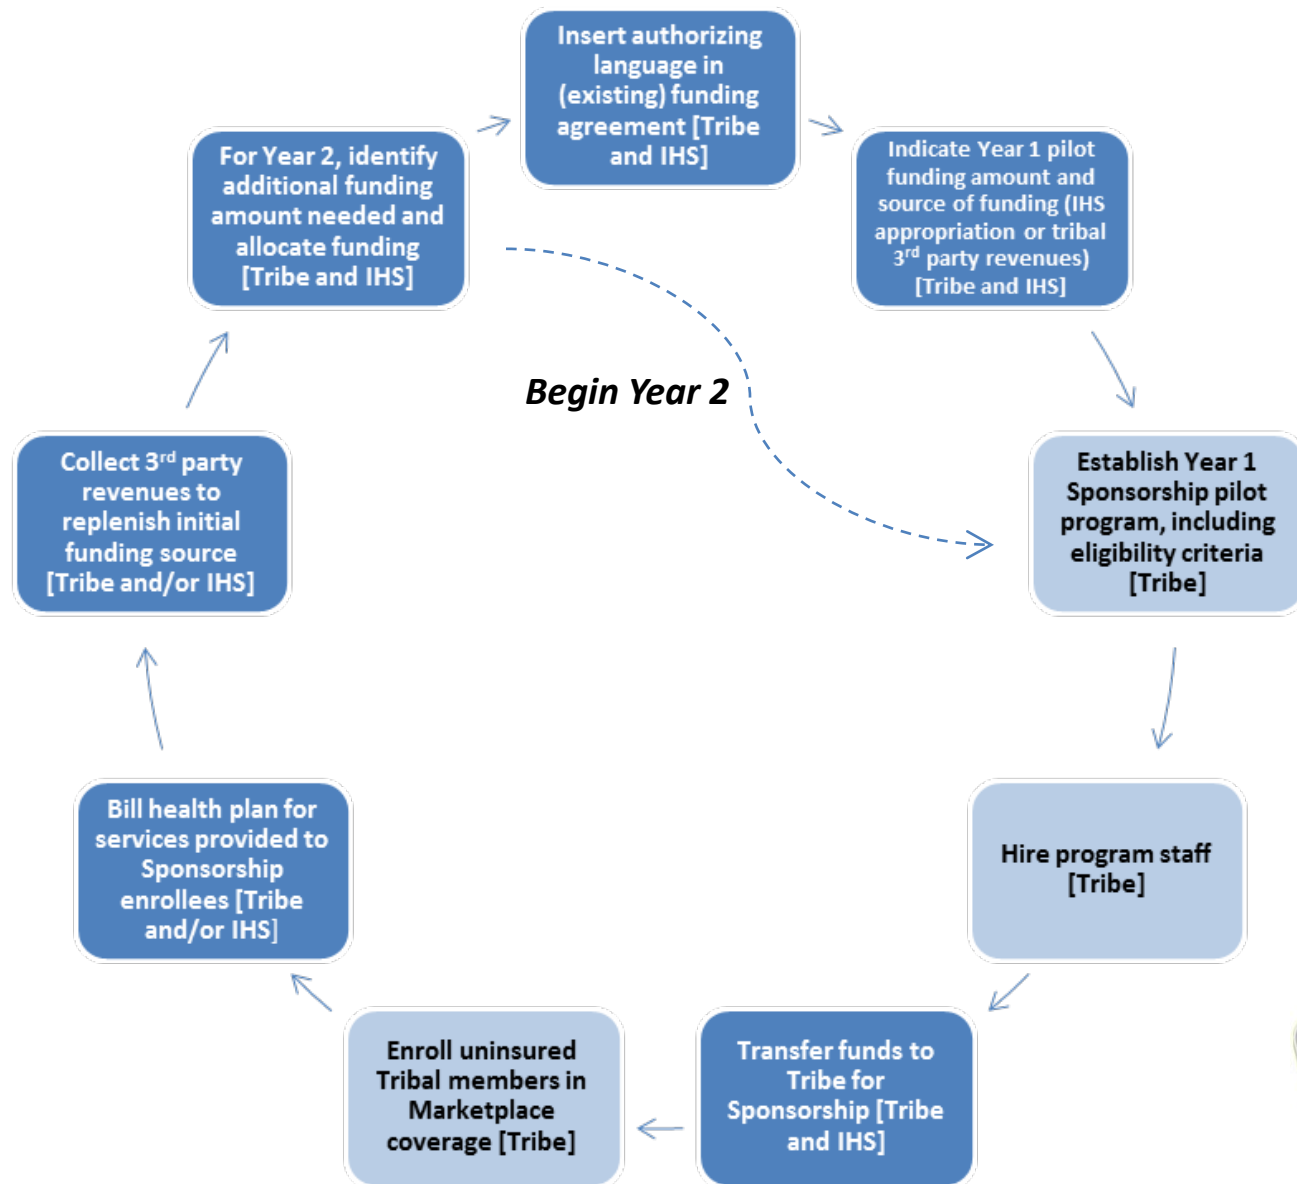 Insert authorizing
language in
(existing) funding
agreement [Tribe
and IHS]
Indicate Year 1 pilot
funding amount and
source of funding (IHS
appropriation or tribal
3rd party revenues)
[Tribe and IHS]
Establish Year 1
Sponsorship pilot
program, including
eligibility criteria
[Tribe]
Hire program staff
[Tribe]
Transfer funds to
Tribe for
Sponsorship [Tribe
and IHS]
Enroll uninsured
Tribal members in
Marketplace
coverage [Tribe]
Bill health plan for
services provided to
Sponsorship
enrollees [Tribe
and/or IHS]
Collect 3rd party
revenues to
replenish initial
funding source
[Tribe and/or IHS]
For Year 2, identify
additional funding
amount needed and
allocate funding
[Tribe and IHS]
Begin Year 2